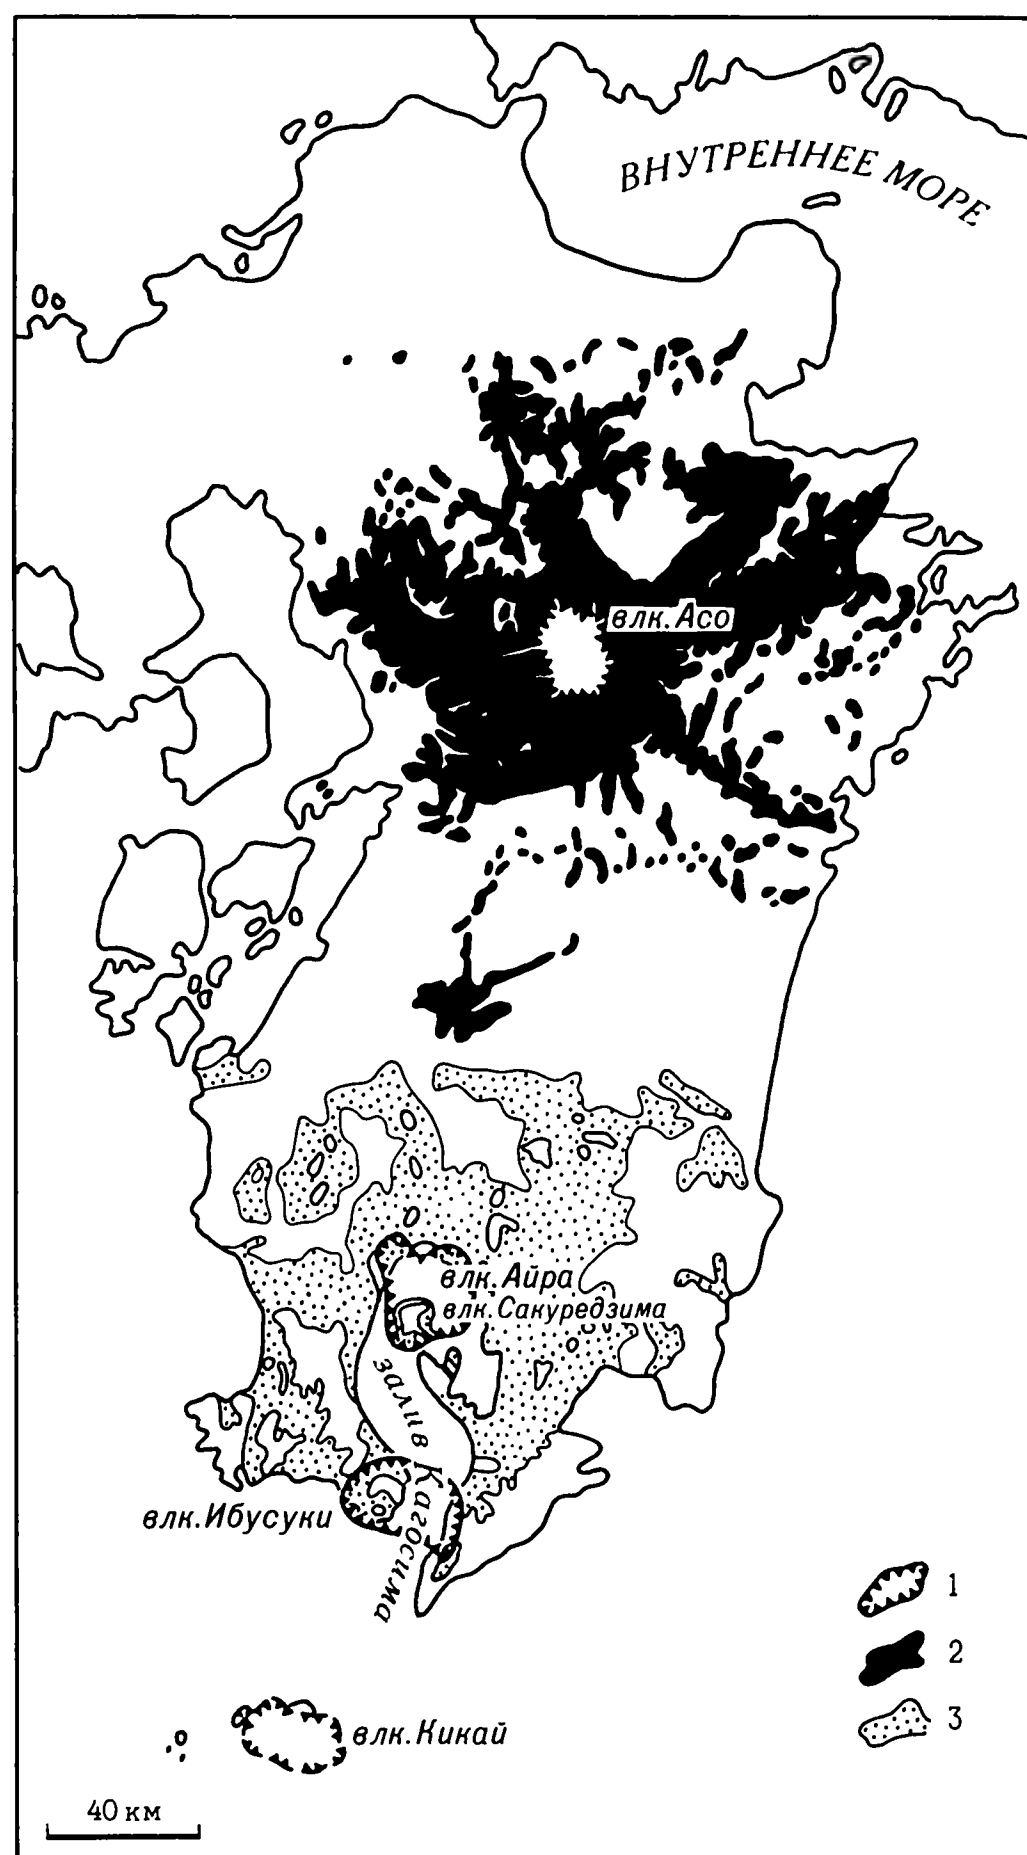 ВНУТРЕННЕЕ МОРЕ
влк. Асо
влк. Айра
влк. Сакуредзима
залив Кагосима
влк. Ибусуки
1
2
3
влк. Кикай
40 км